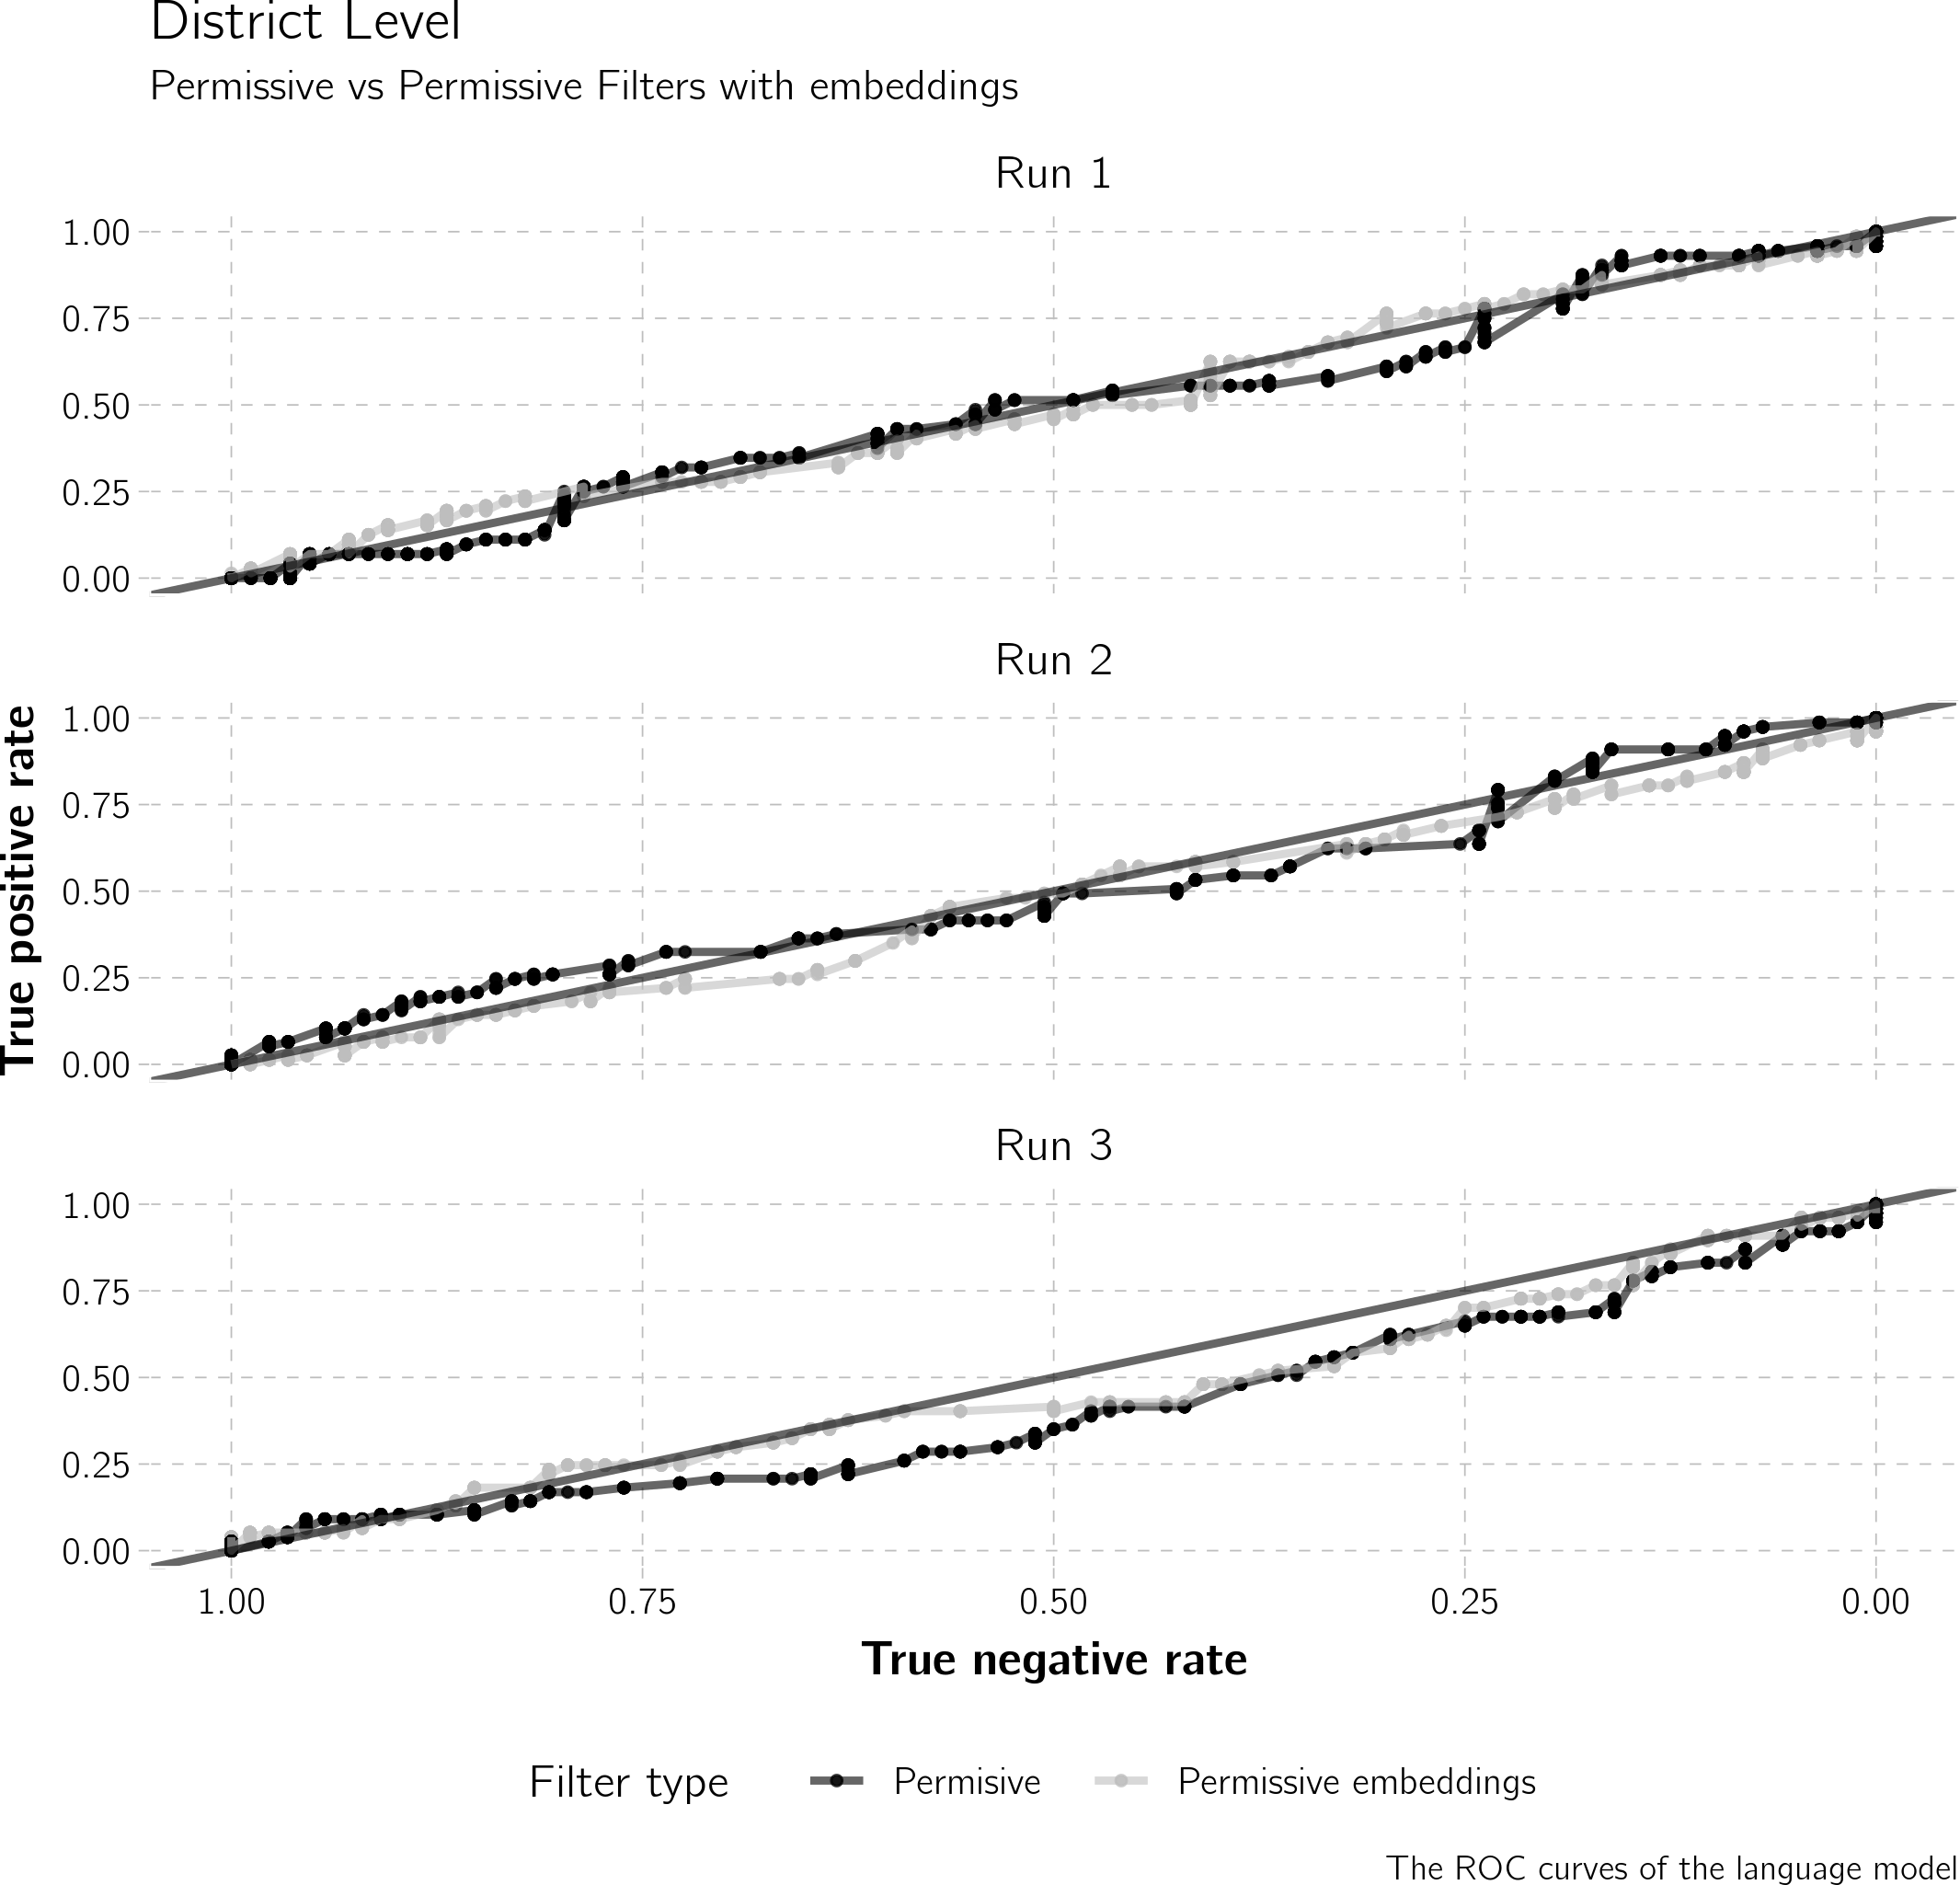 District Level
Permissive vs Permissive Filters with embeddings
Run 1
1.00
0.75
0.50
0.25
0.00
Run 2
1.00
0.75
0.50
0.25
0.00
Run 3
1.00
0.75
0.50
0.25
0.00
True positive rate
1.00 0.75 0.50 0.25 0.00
True negative rate
Filter type Permisive Permissive embeddings
The ROC curves of the language model